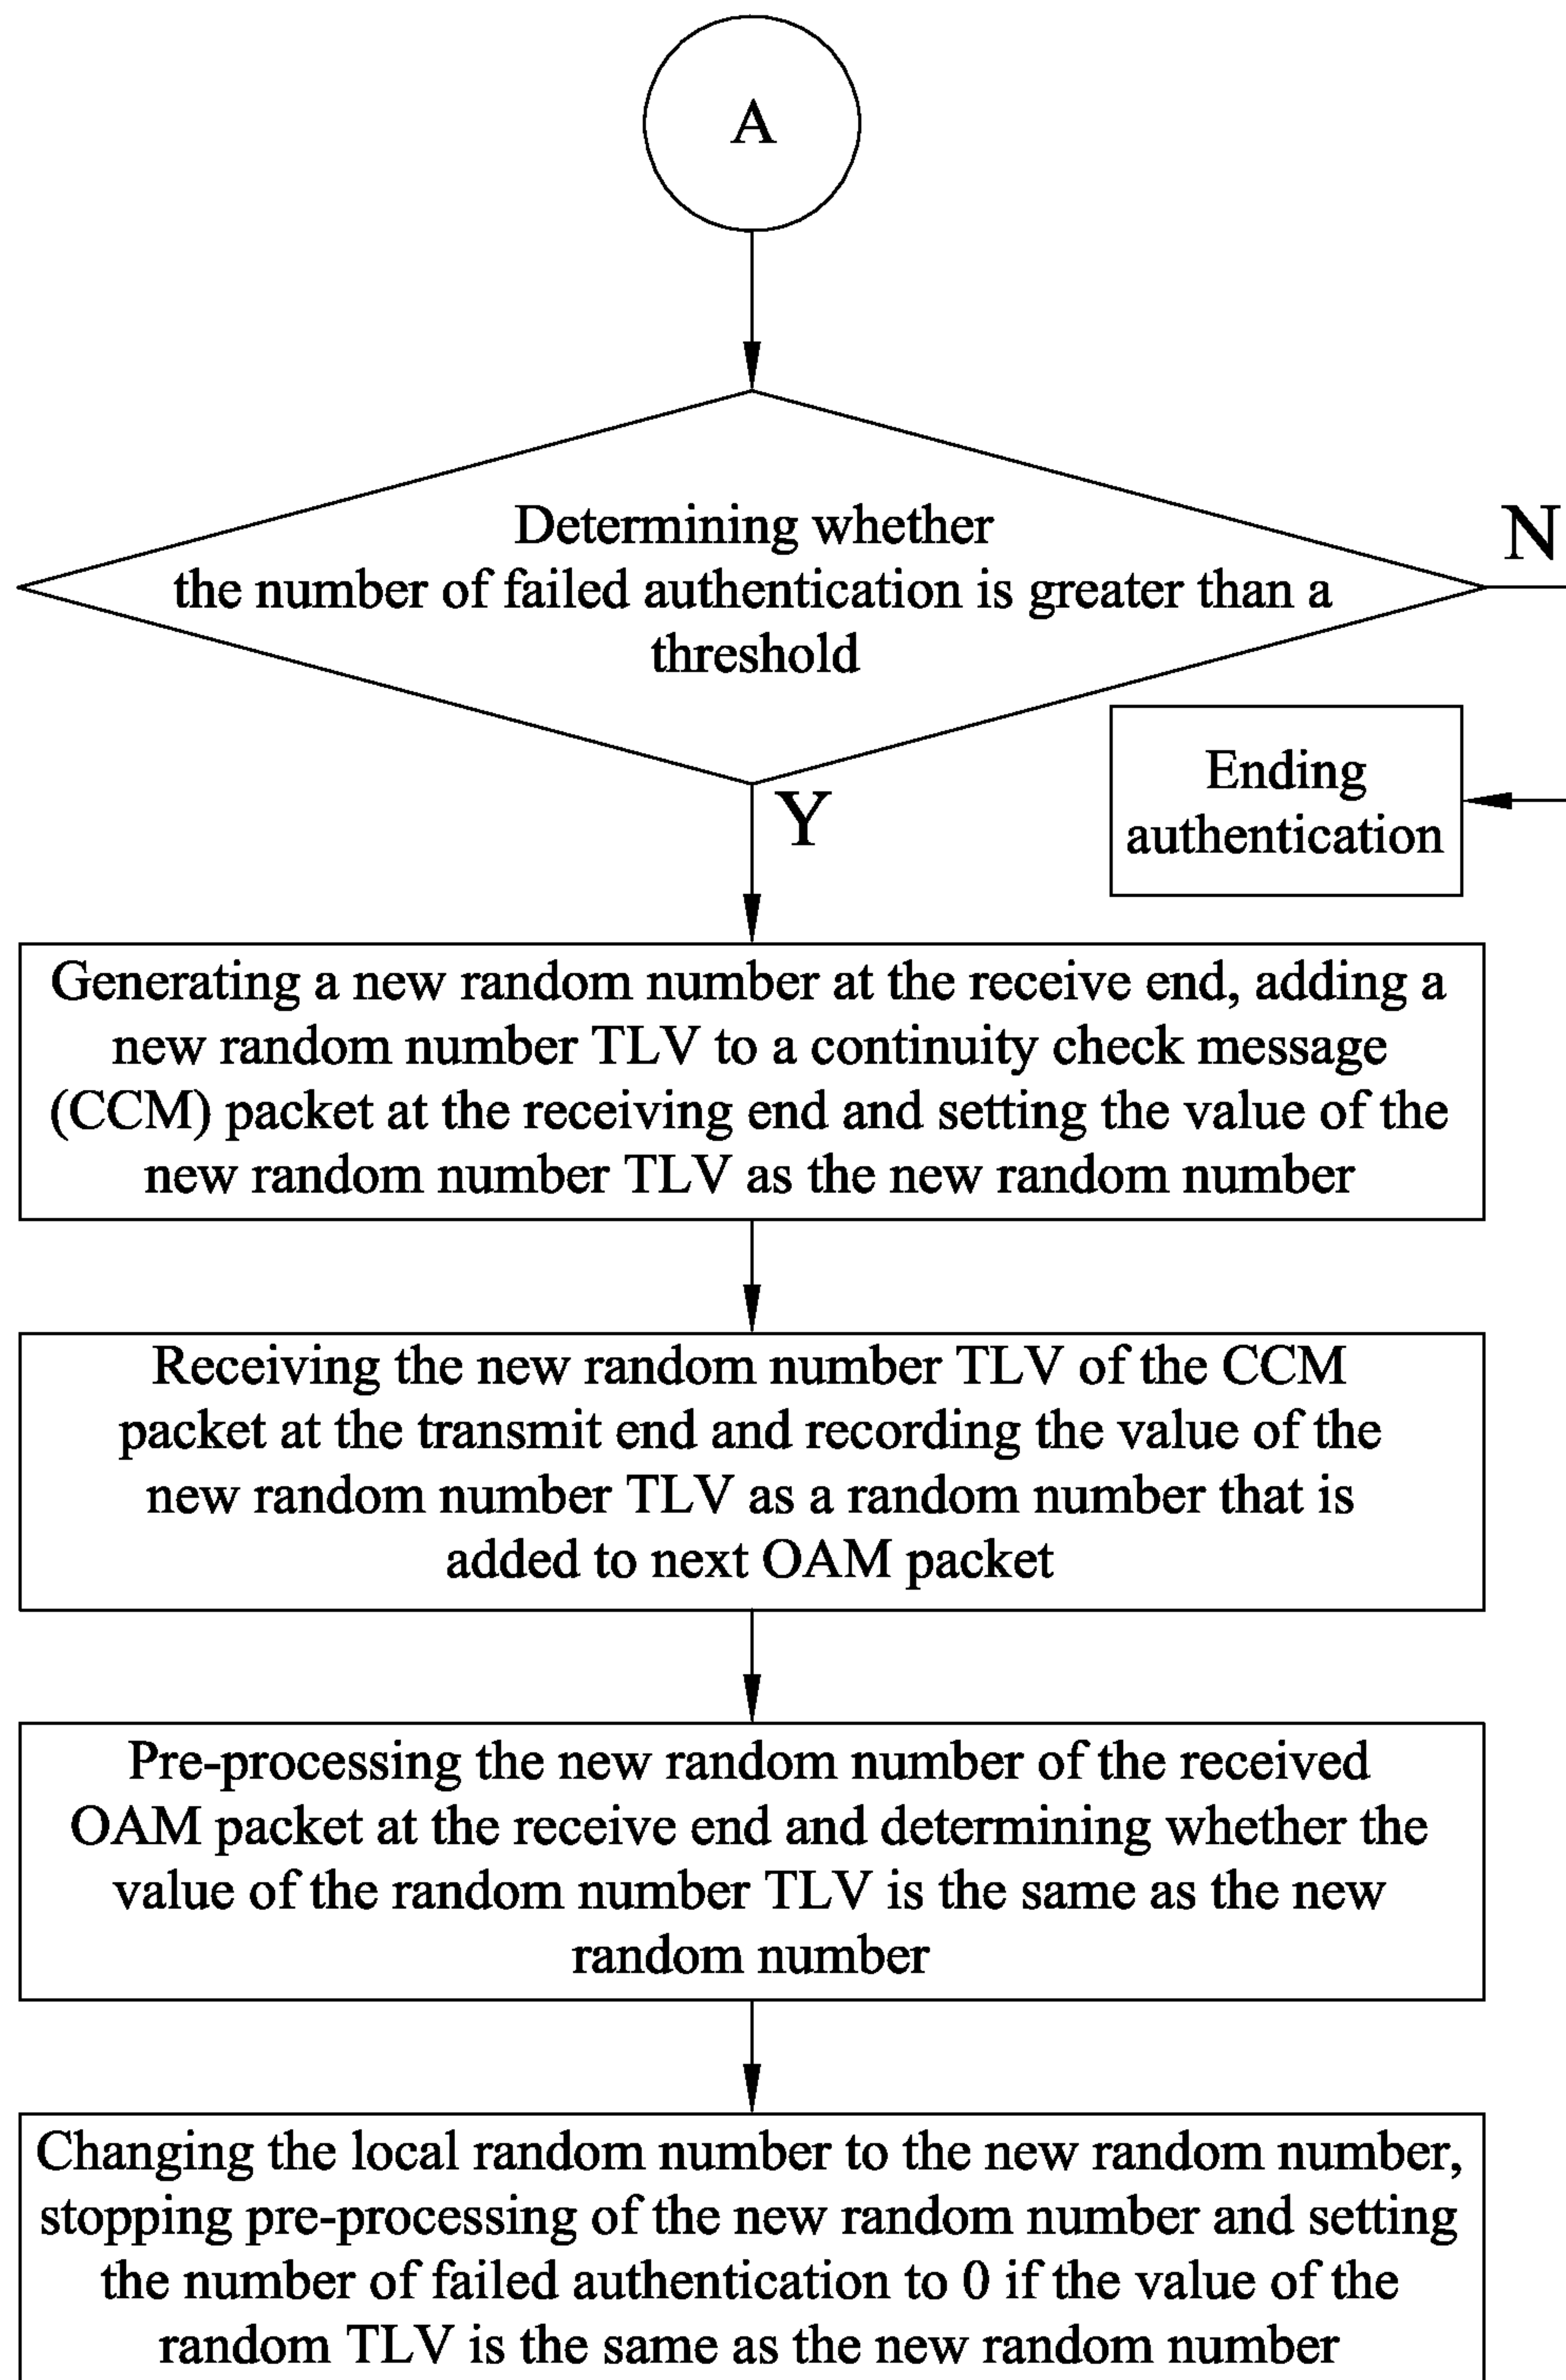 A
Determining whether
the number of failed authentication is greater than a
threshold
N
Ending
authentication
Y
Generating a new random number at the receive end, adding a
new random number TLV to a continuity check message
(CCM) packet at the receiving end and setting the value of the
new random number TLV as the new random number
Receiving the new random number TLV of the CCM
packet at the transmit end and recording the value of the
new random number TLV as a random number that is
added to next OAM packet
Pre-processing the new random number of the received
OAM packet at the receive end and determining whether the
value of the random number TLV is the same as the new
random number
Changing the local random number to the new random number,
stopping pre-processing of the new random number and setting
the number of failed authentication to 0 if the value of the
random TLV is the same as the new random number